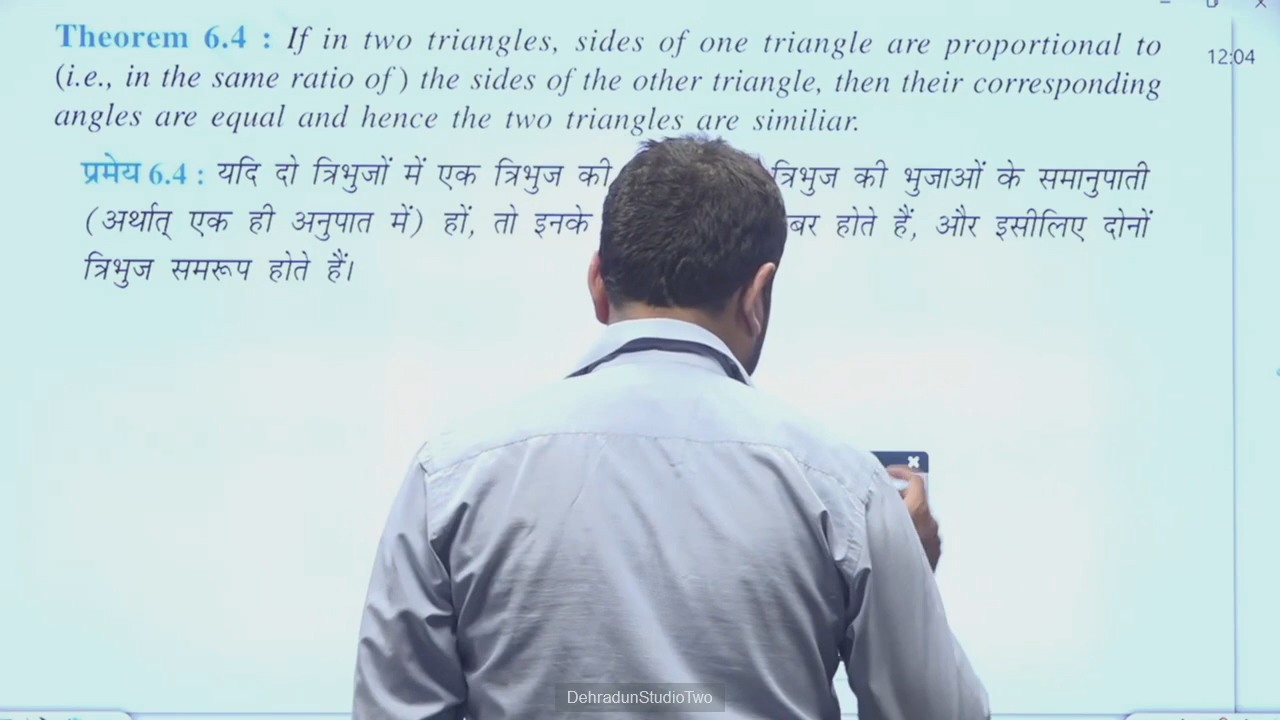 Theorem 6.4 : If in two triangles, sides of one triangle are proportional to
12:04
(i.e., in the same ratio of ) the sides of the other triangle, then their corresponding
angles are equal and hence the two triangles are similiar.
प्रमेय 6.4 : यदि दो त्रिभुजों में एक त्रिभुज की त्रिभुज की भुजाओं के समानुपाती
(अर्थात् एक ही अनुपात में) हों, तो इनके होते हैं, और इसीलिए दोनों
त्रिभुज समरूप होते हैं।
DehradunStudioTwo